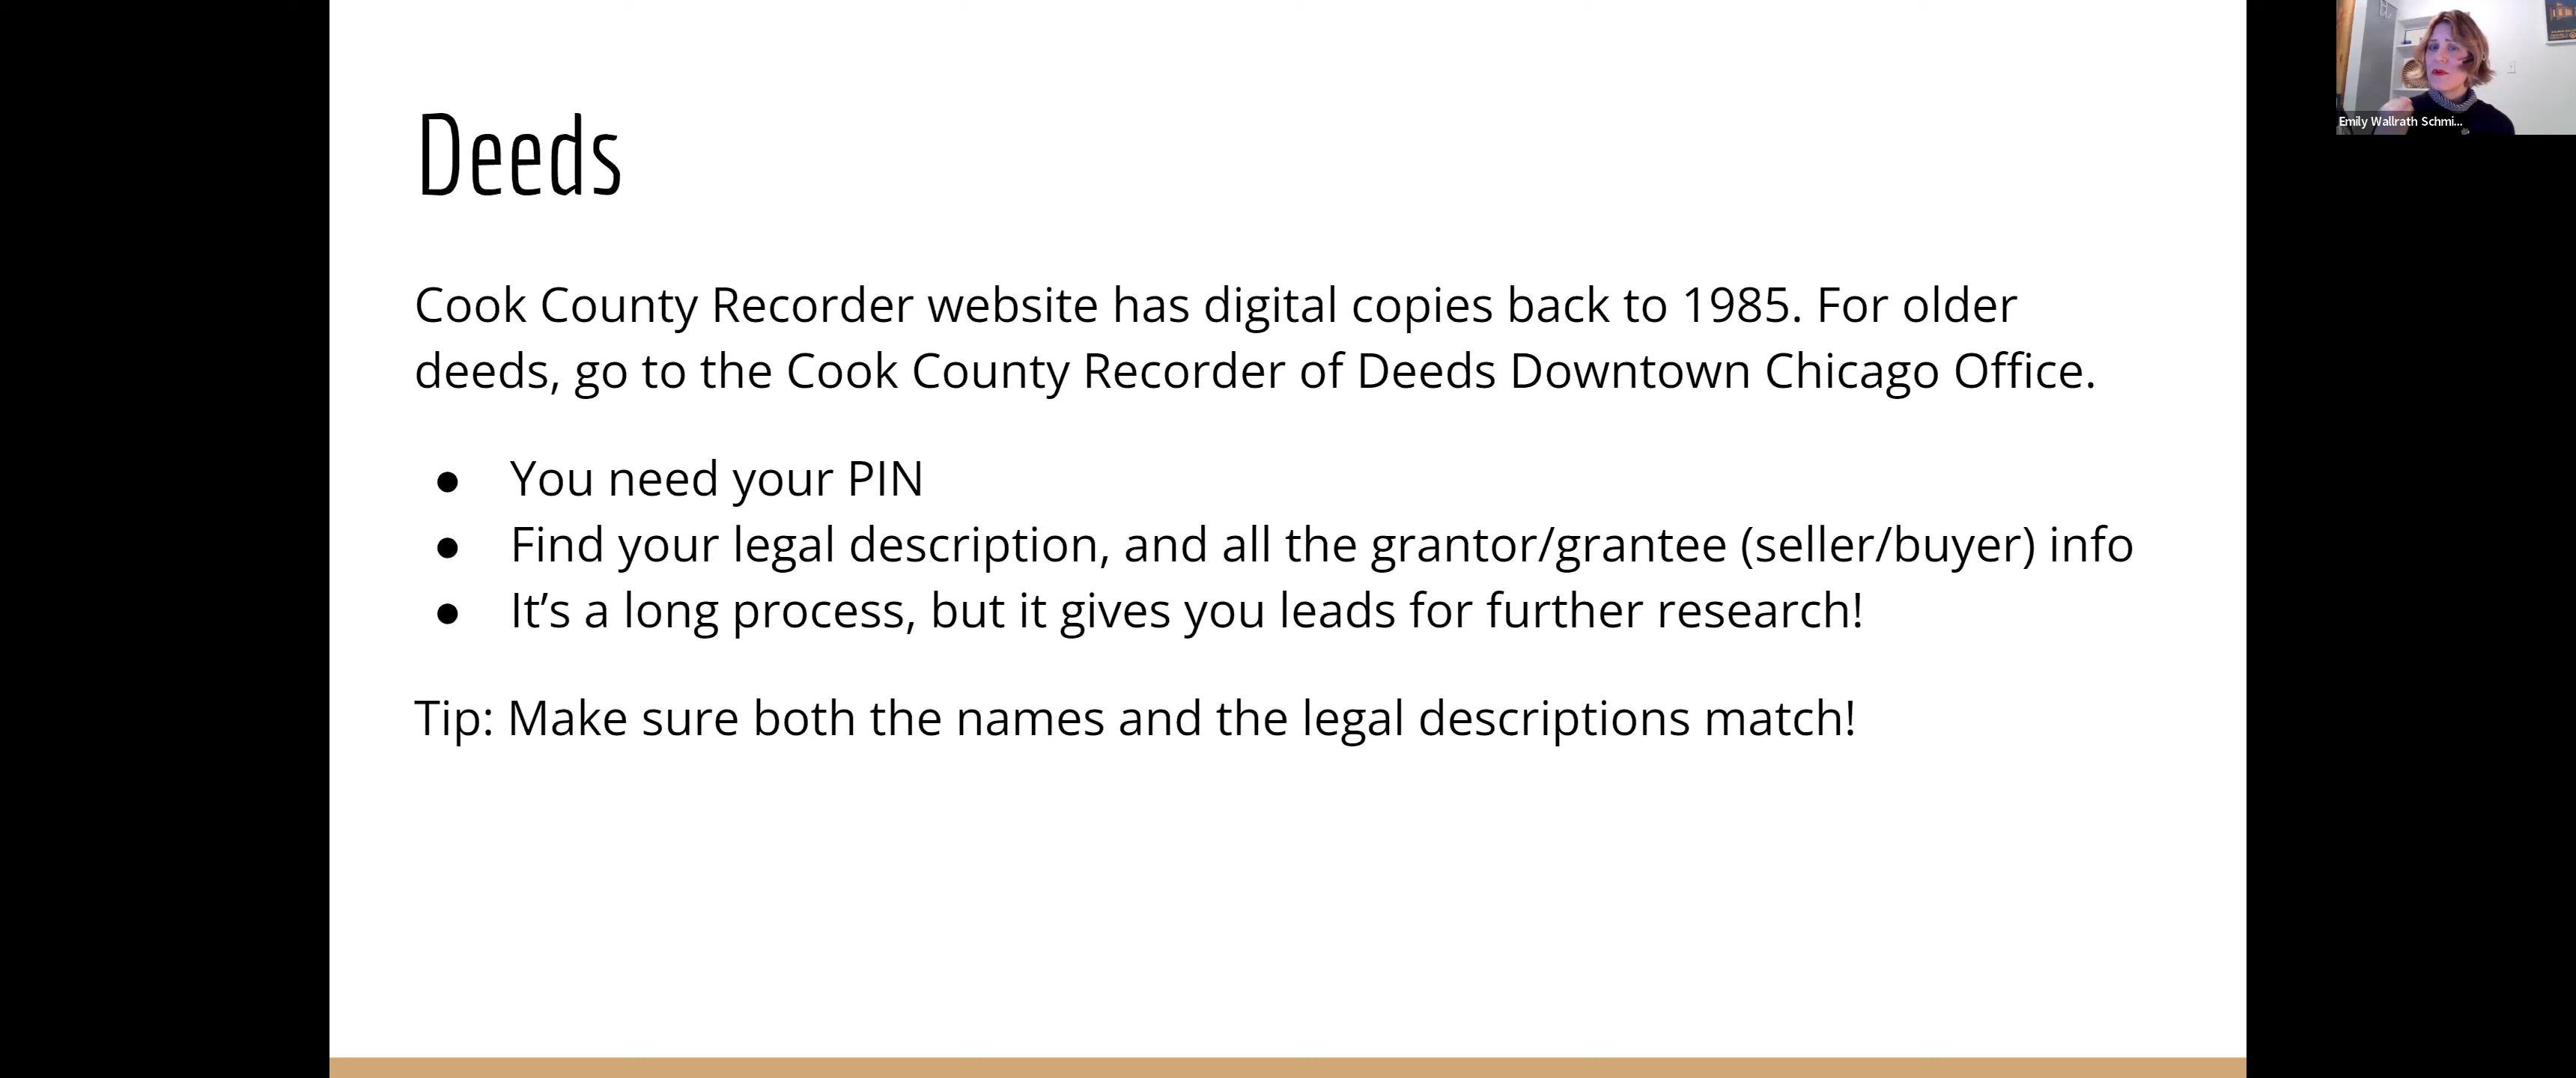 Deeds
Cook County Recorder website has digital copies back to 1985. For older
deeds, go to the Cook County Recorder of Deeds Downtown Chicago Office.
● You need your PIN
● Find your legal description, and all the grantor/grantee (seller/buyer) info
● It’s a long process, but it gives you leads for further research!
Tip: Make sure both the names and the legal descriptions match!
Emily Wallrath Schmi...